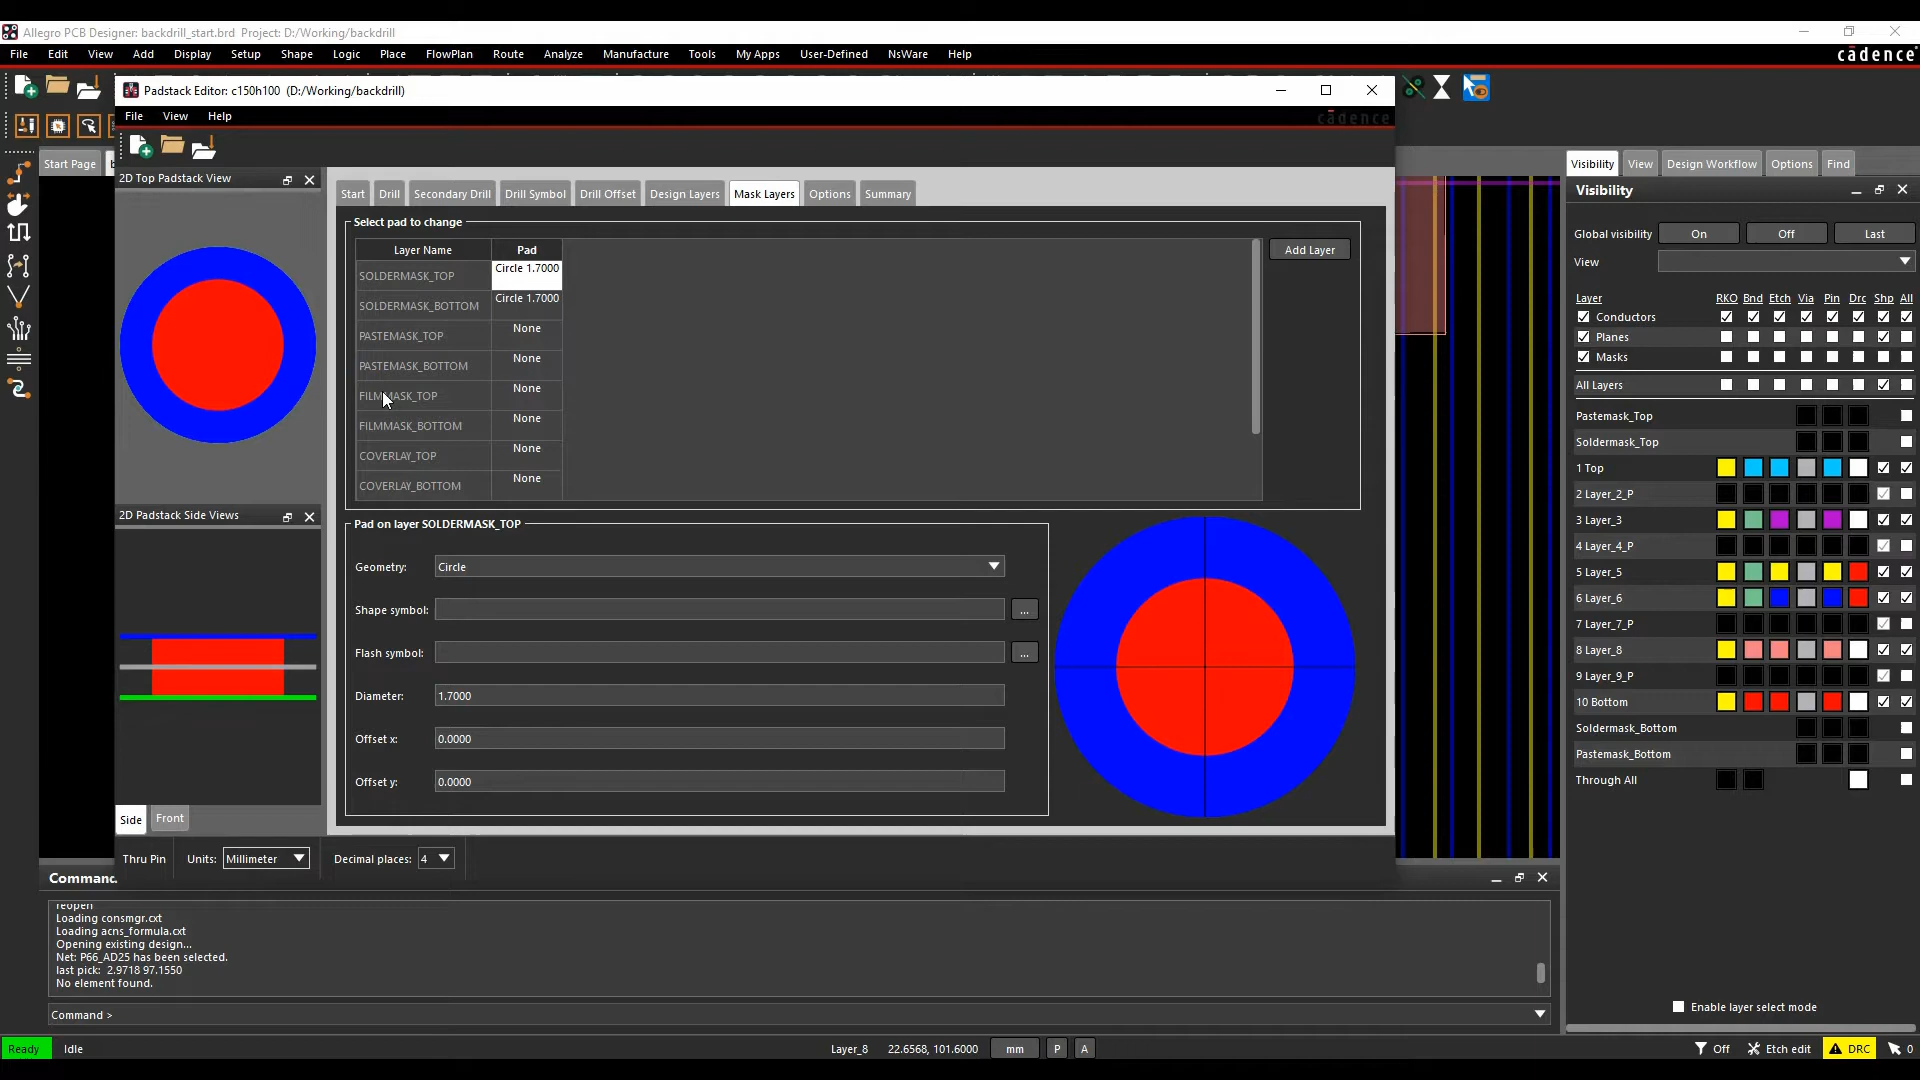 Allegro PCB Designer: backdrill_start.brd  Project: D:/Working/backdrill
File Edit View Add Display Setup Shape Logic Place FlowPlan Route Analyze Manufacture Tools My Apps User-Defined NsWare Help
cādence
Padstack Editor: c150h100  (D:/Working/backdrill)
File View Help
cādence
Start Page
2D Top Padstack View
2D Padstack Side Views
Side Front
Start Drill Secondary Drill Drill Symbol Drill Offset Design Layers Mask Layers Options Summary
Select pad to change
Layer Name Pad
SOLDERMASK_TOP Circle 1.7000
SOLDERMASK_BOTTOM Circle 1.7000
PASTEMASK_TOP None
PASTEMASK_BOTTOM None
FILMMASK_TOP None
FILMMASK_BOTTOM None
COVERLAY_TOP None
COVERLAY_BOTTOM None
Add Layer
Pad on layer SOLDERMASK_TOP
Geometry: Circle
Shape symbol: ...
Flash symbol: ...
Diameter: 1.7000
Offset x: 0.0000
Offset y: 0.0000
Thru Pin Units: Millimeter Decimal places: 4
Visibility View Design Workflow Options Find
Visibility
Global visibility On Off Last
View
Layer RKO Bnd Etch Via Pin Drc Shp All
Conductors
Planes
Masks
All Layers
Pastemask_Top
Soldermask_Top
1 Top
2 Layer_2_P
3 Layer_3
4 Layer_4_P
5 Layer_5
6 Layer_6
7 Layer_7_P
8 Layer_8
9 Layer_9_P
10 Bottom
Soldermask_Bottom
Pastemask_Bottom
Through All
Enable layer select mode
Command
reopen
Loading consmgr.cxt
Loading acns_formula.cxt
Opening existing design...
Net: P66_AD25 has been selected.
last pick:  2.9718 97.1550
No element found.
Command >
Ready Idle Layer_8 22.6568, 101.6000 mm P A Off Etch edit DRC 0